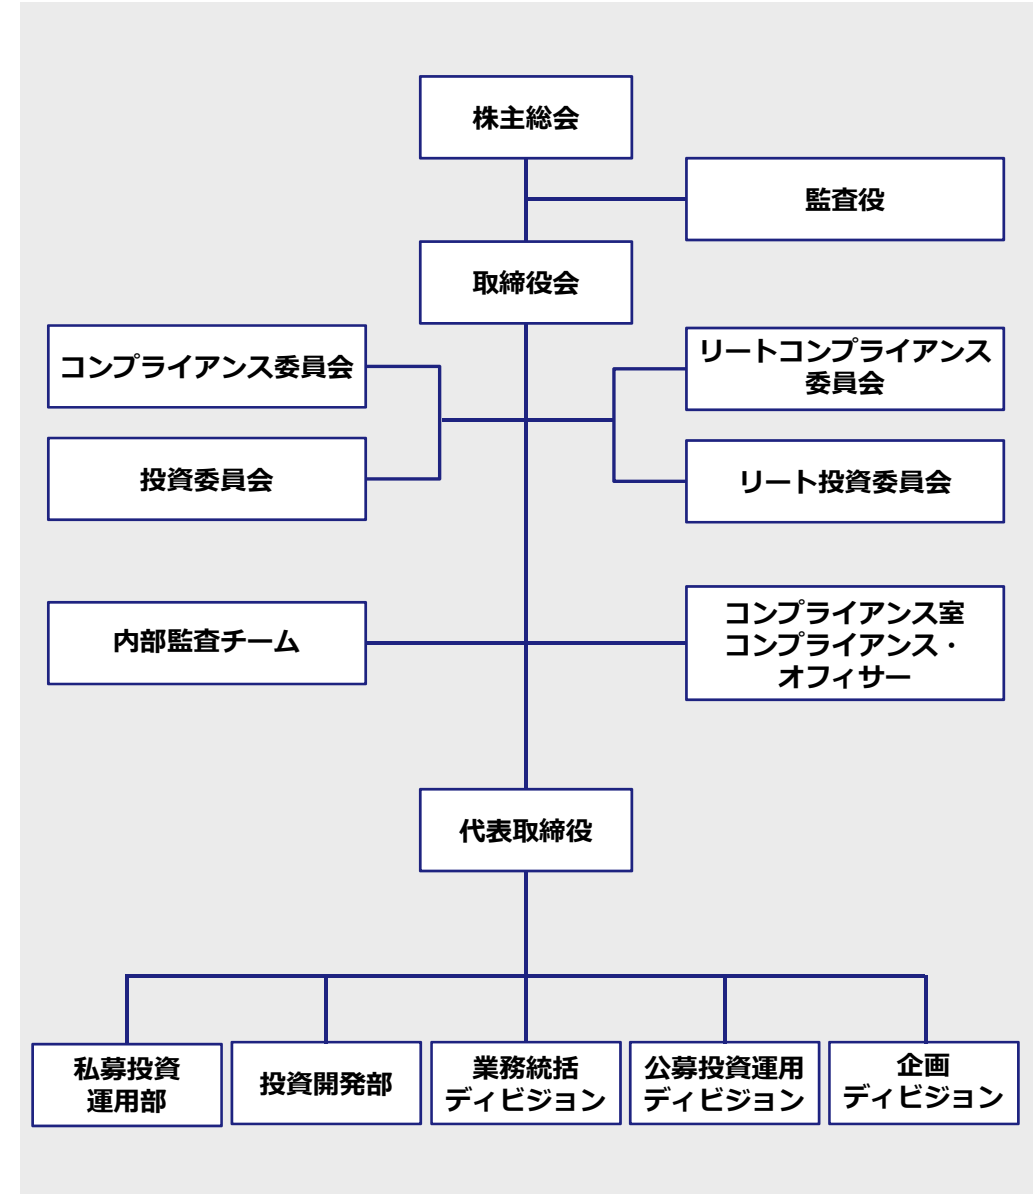 株主総会
監査役
取締役会
コンプライアンス委員会
リートコンプライアンス
委員会
投資委員会
リート投資委員会
内部監査チーム
コンプライアンス室
コンプライアンス・
オフィサー
代表取締役
私募投資
運用部
投資開発部
業務統括
ディビジョン
公募投資運用
ディビジョン
企画
ディビジョン